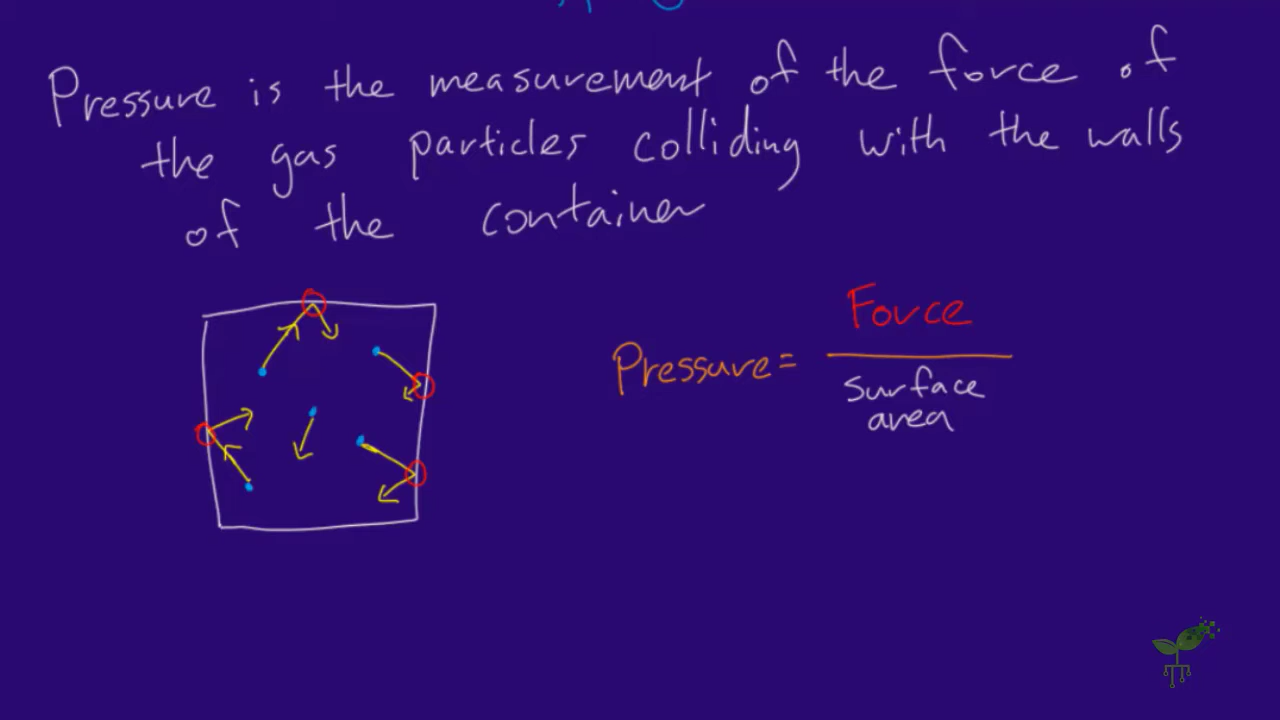 Pressure is the measurement of the force of
the gas particles colliding with the walls
of the container
Pressure = Force
surface
area